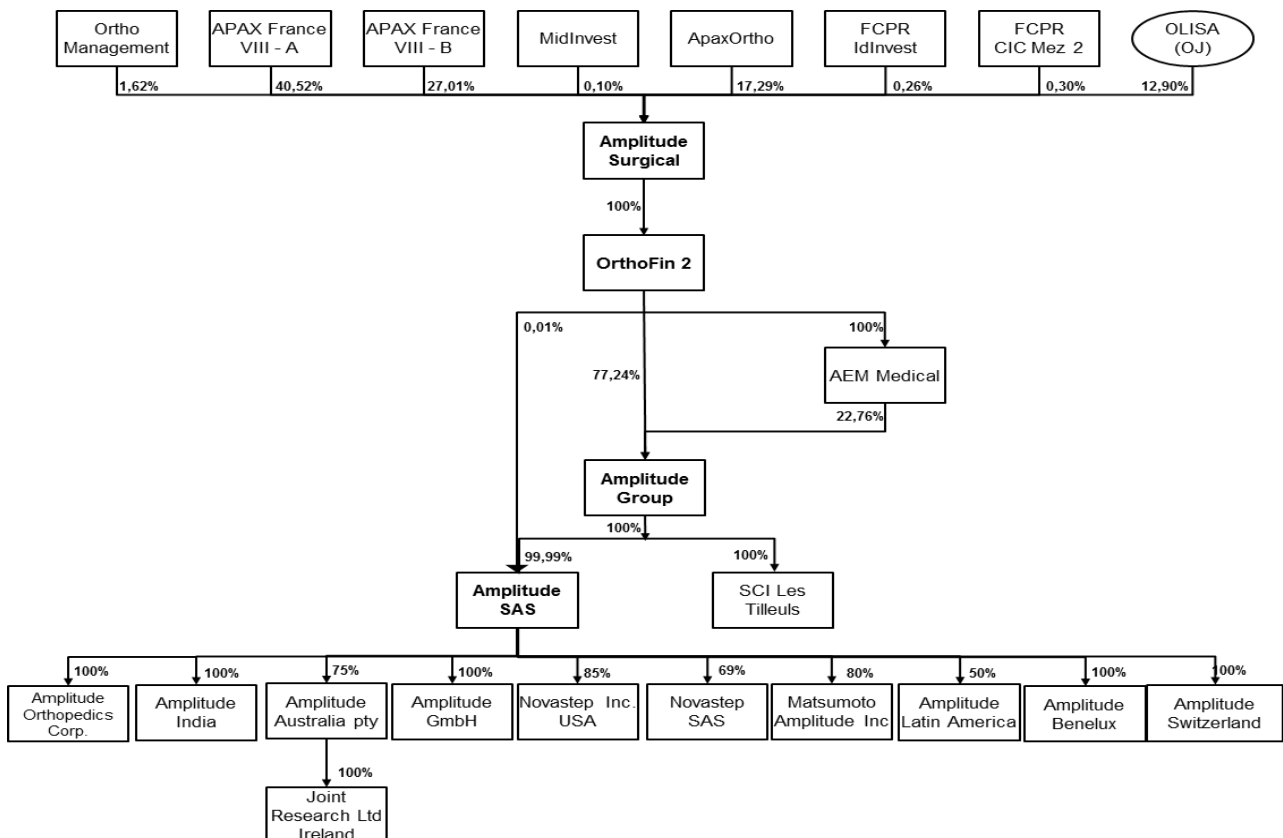 Ortho
Management
APAX France
VIII - A
APAX France
VIII - B
MidInvest
ApaxOrtho
FCPR
IdInvest
FCPR
CIC Mez 2
OLISA
(OJ)
1,62%
40,52%
27,01%
0,10%
17,29%
0,26%
0,30%
12,90%
Amplitude
Surgical
100%
OrthoFin 2
0,01%
100%
77,24%
AEM Medical
22,76%
Amplitude
Group
100%
99,99%
100%
Amplitude
SAS
SCI Les
Tilleuls
100%
100%
75%
100%
85%
69%
80%
50%
100%
100%
Amplitude
Orthopedics
Corp.
Amplitude
India
Amplitude
Australia pty
Amplitude
GmbH
Novastep Inc.
USA
Novastep
SAS
Matsumoto
Amplitude Inc
Amplitude
Latin America
Amplitude
Benelux
Amplitude
Switzerland
100%
Joint
Research Ltd
Ireland